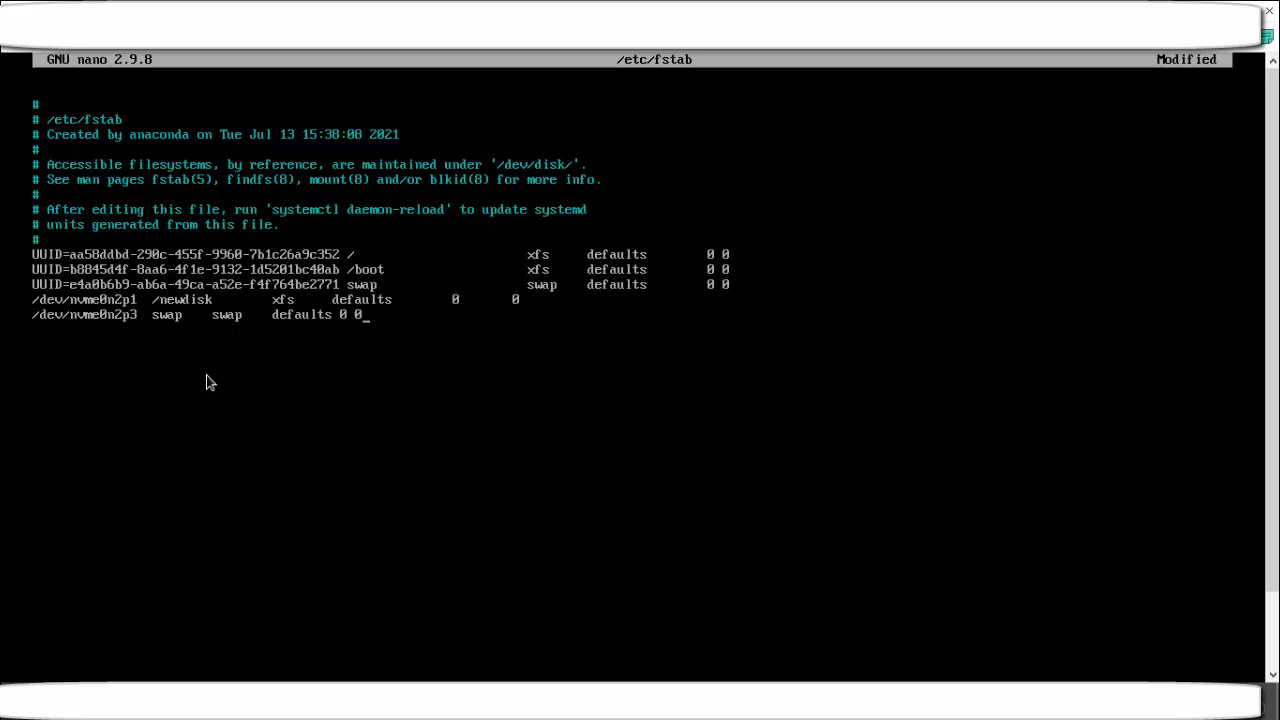 GNU nano 2.9.8 /etc/fstab Modified
#
# /etc/fstab
# Created by anaconda on Tue Jul 13 15:38:08 2021
#
# Accessible filesystems, by reference, are maintained under '/dev/disk/'.
# See man pages fstab(5), findfs(8), mount(8) and/or blkid(8) for more info.
#
# After editing this file, run 'systemctl daemon-reload' to update systemd
# units generated from this file.
#
UUID=aa58ddbd-290c-455f-9960-7b1c26a9c352 / xfs defaults 0 0
UUID=b8845d4f-8aa6-4f1e-9132-1d5201bc40ab /boot xfs defaults 0 0
UUID=e4a0b6b9-ab6a-49ca-a52e-f4f764be2771 swap swap defaults 0 0
/dev/nvme0n2p1 /newdisk xfs defaults 0 0
/dev/nvme0n2p3 swap swap defaults 0 0_